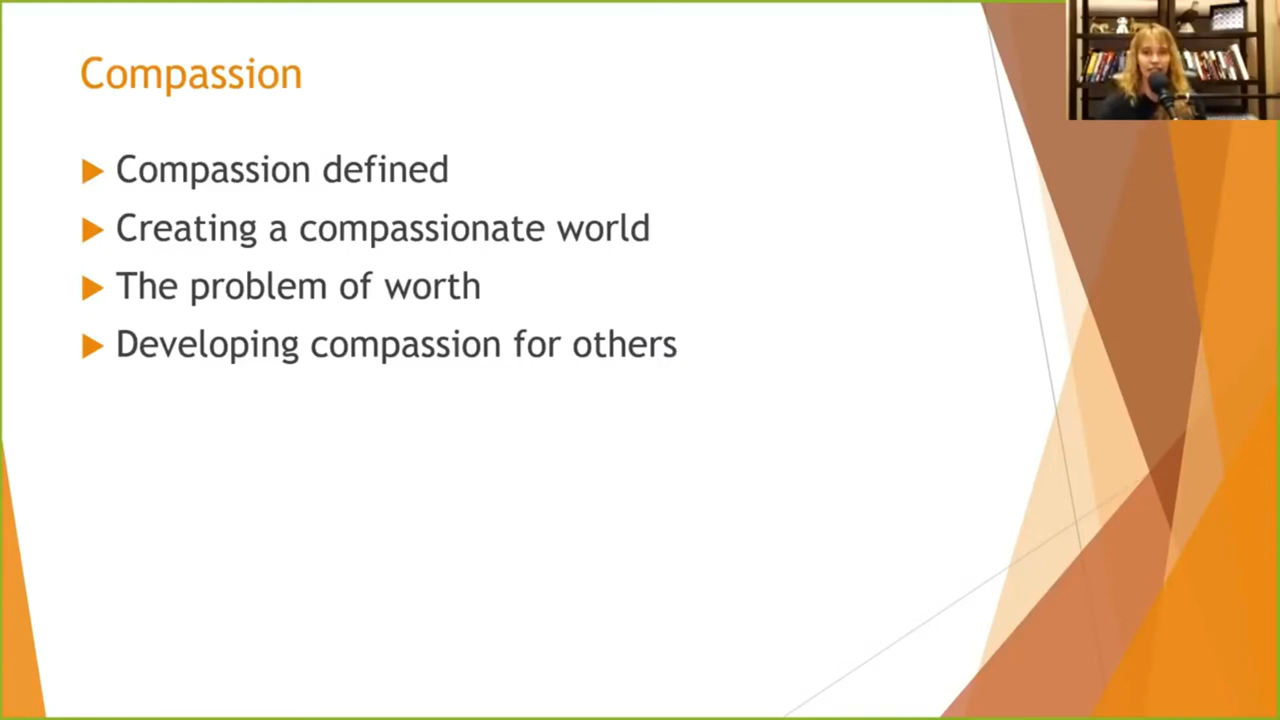 Compassion
Compassion defined
Creating a compassionate world
The problem of worth
Developing compassion for others